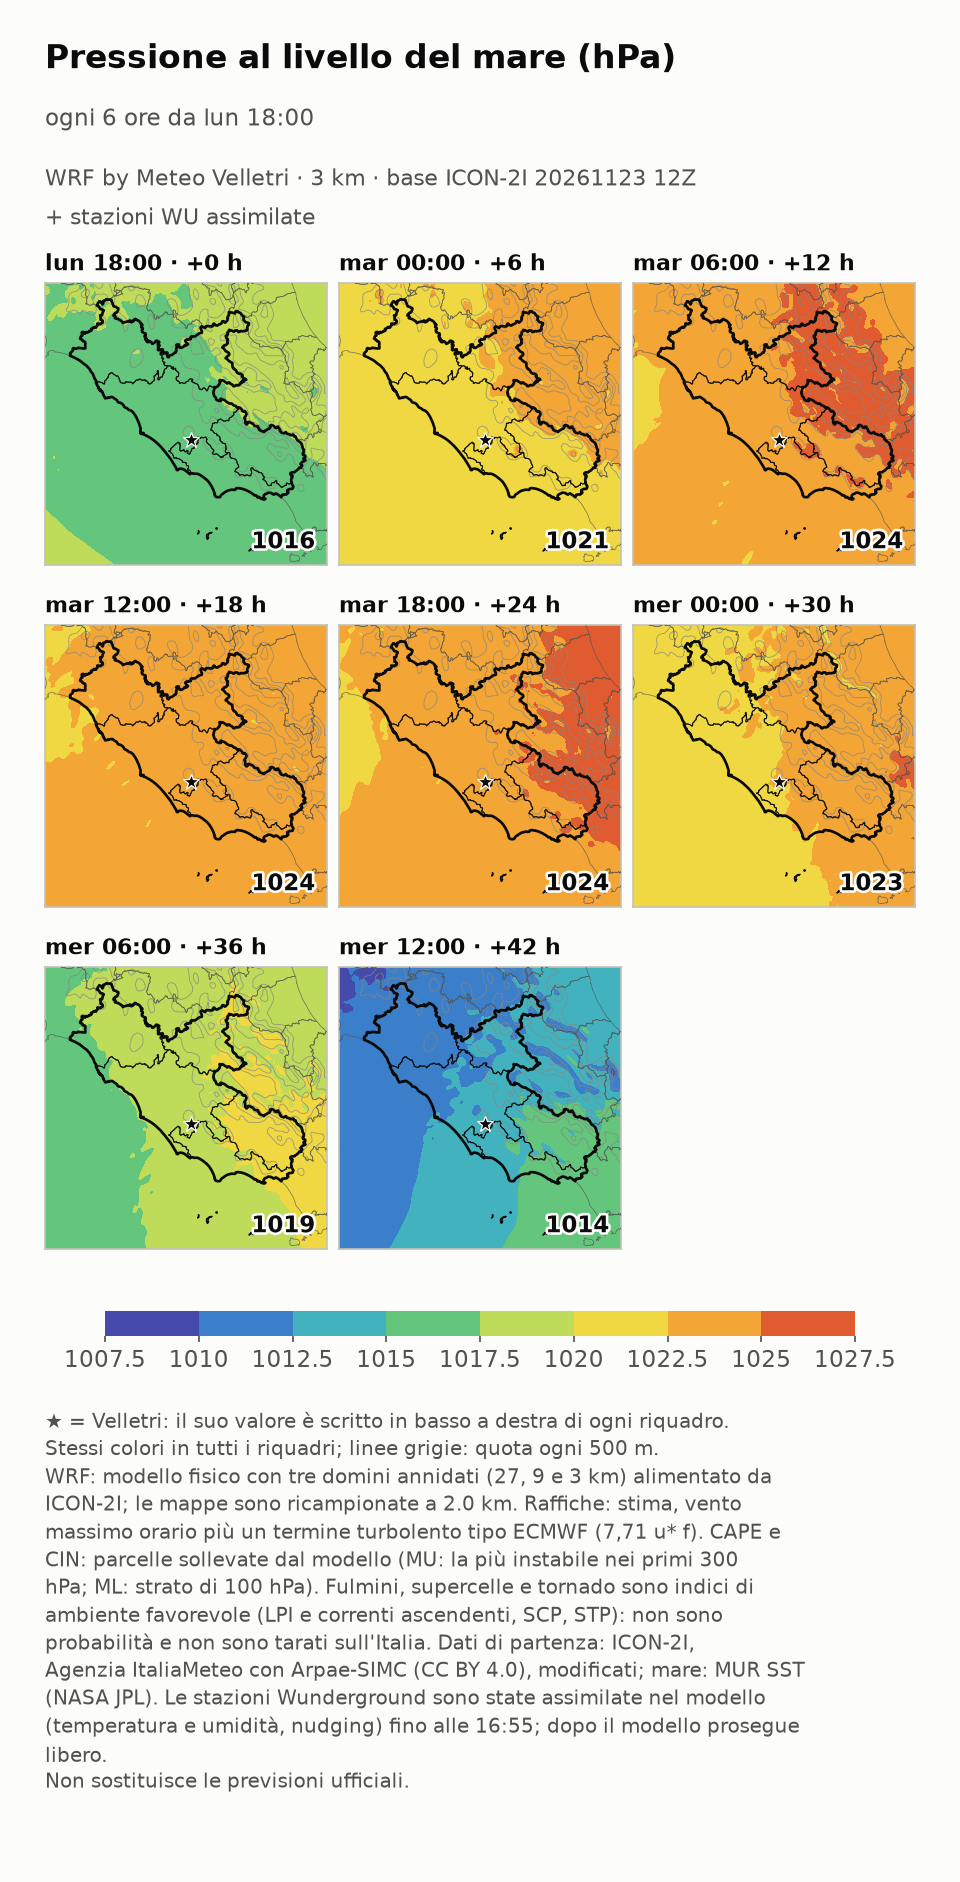 Pressione al livello del mare (hPa)
ogni 6 ore da lun 18:00
WRF by Meteo Velletri · 3 km · base ICON-2I 20261123 12Z
+ stazioni WU assimilate
lun 18:00 · +0 h
mar 00:00 · +6 h
mar 06:00 · +12 h
1016
1021
1024
mar 12:00 · +18 h
mar 18:00 · +24 h
mer 00:00 · +30 h
1024
1024
1023
mer 06:00 · +36 h
mer 12:00 · +42 h
1019
1014
1007.5 1010 1012.5 1015 1017.5 1020 1022.5 1025 1027.5
★ = Velletri: il suo valore è scritto in basso a destra di ogni riquadro.
Stessi colori in tutti i riquadri; linee grigie: quota ogni 500 m.
WRF: modello fisico con tre domini annidati (27, 9 e 3 km) alimentato da
ICON-2I; le mappe sono ricampionate a 2.0 km. Raffiche: stima, vento
massimo orario più un termine turbolento tipo ECMWF (7,71 u* f). CAPE e
CIN: parcelle sollevate dal modello (MU: la più instabile nei primi 300
hPa; ML: strato di 100 hPa). Fulmini, supercelle e tornado sono indici di
ambiente favorevole (LPI e correnti ascendenti, SCP, STP): non sono
probabilità e non sono tarati sull'Italia. Dati di partenza: ICON-2I,
Agenzia ItaliaMeteo con Arpae-SIMC (CC BY 4.0), modificati; mare: MUR SST
(NASA JPL). Le stazioni Wunderground sono state assimilate nel modello
(temperatura e umidità, nudging) fino alle 16:55; dopo il modello prosegue
libero.
Non sostituisce le previsioni ufficiali.